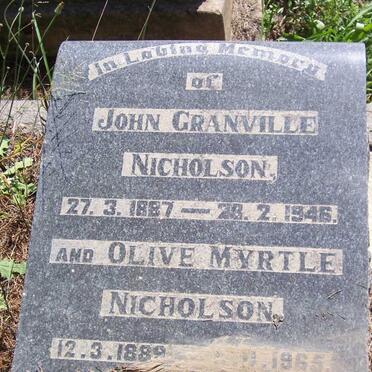 In Loving Memory
of
JOHN GRANVILLE
NICHOLSON.
27. 3. 1887 — 28. 2. 1946.
AND OLIVE MYRTLE
NICHOLSON.
12.3.1889 1965.